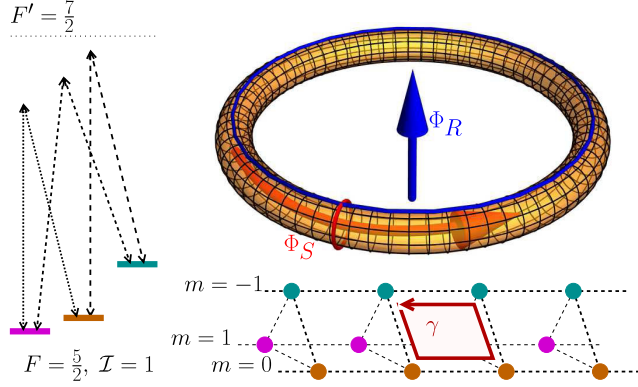 F′ = 7/2
Φ_R
Φ_S
m = −1
γ
m = 1
m = 0
F = 5/2, I = 1